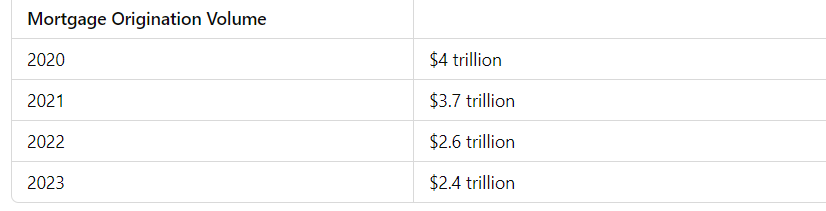 Mortgage Origination Volume
2020 $4 trillion
2021 $3.7 trillion
2022 $2.6 trillion
2023 $2.4 trillion